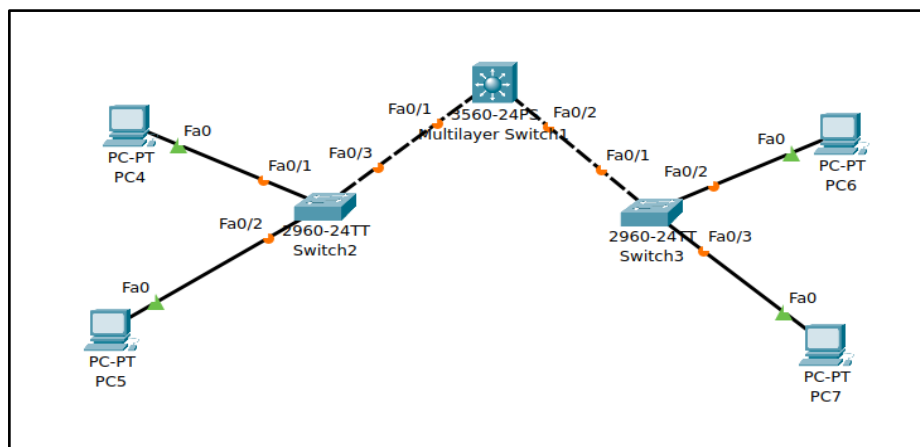 3560-24PS
Multilayer Switch1
Fa0/1
Fa0/2
Fa0
PC-PT
PC4
Fa0/1
Fa0/3
Fa0/2
2960-24TT
Switch2
Fa0
PC-PT
PC5
Fa0/1
Fa0/2
Fa0
PC-PT
PC6
2960-24TT
Switch3
Fa0/3
Fa0
PC-PT
PC7